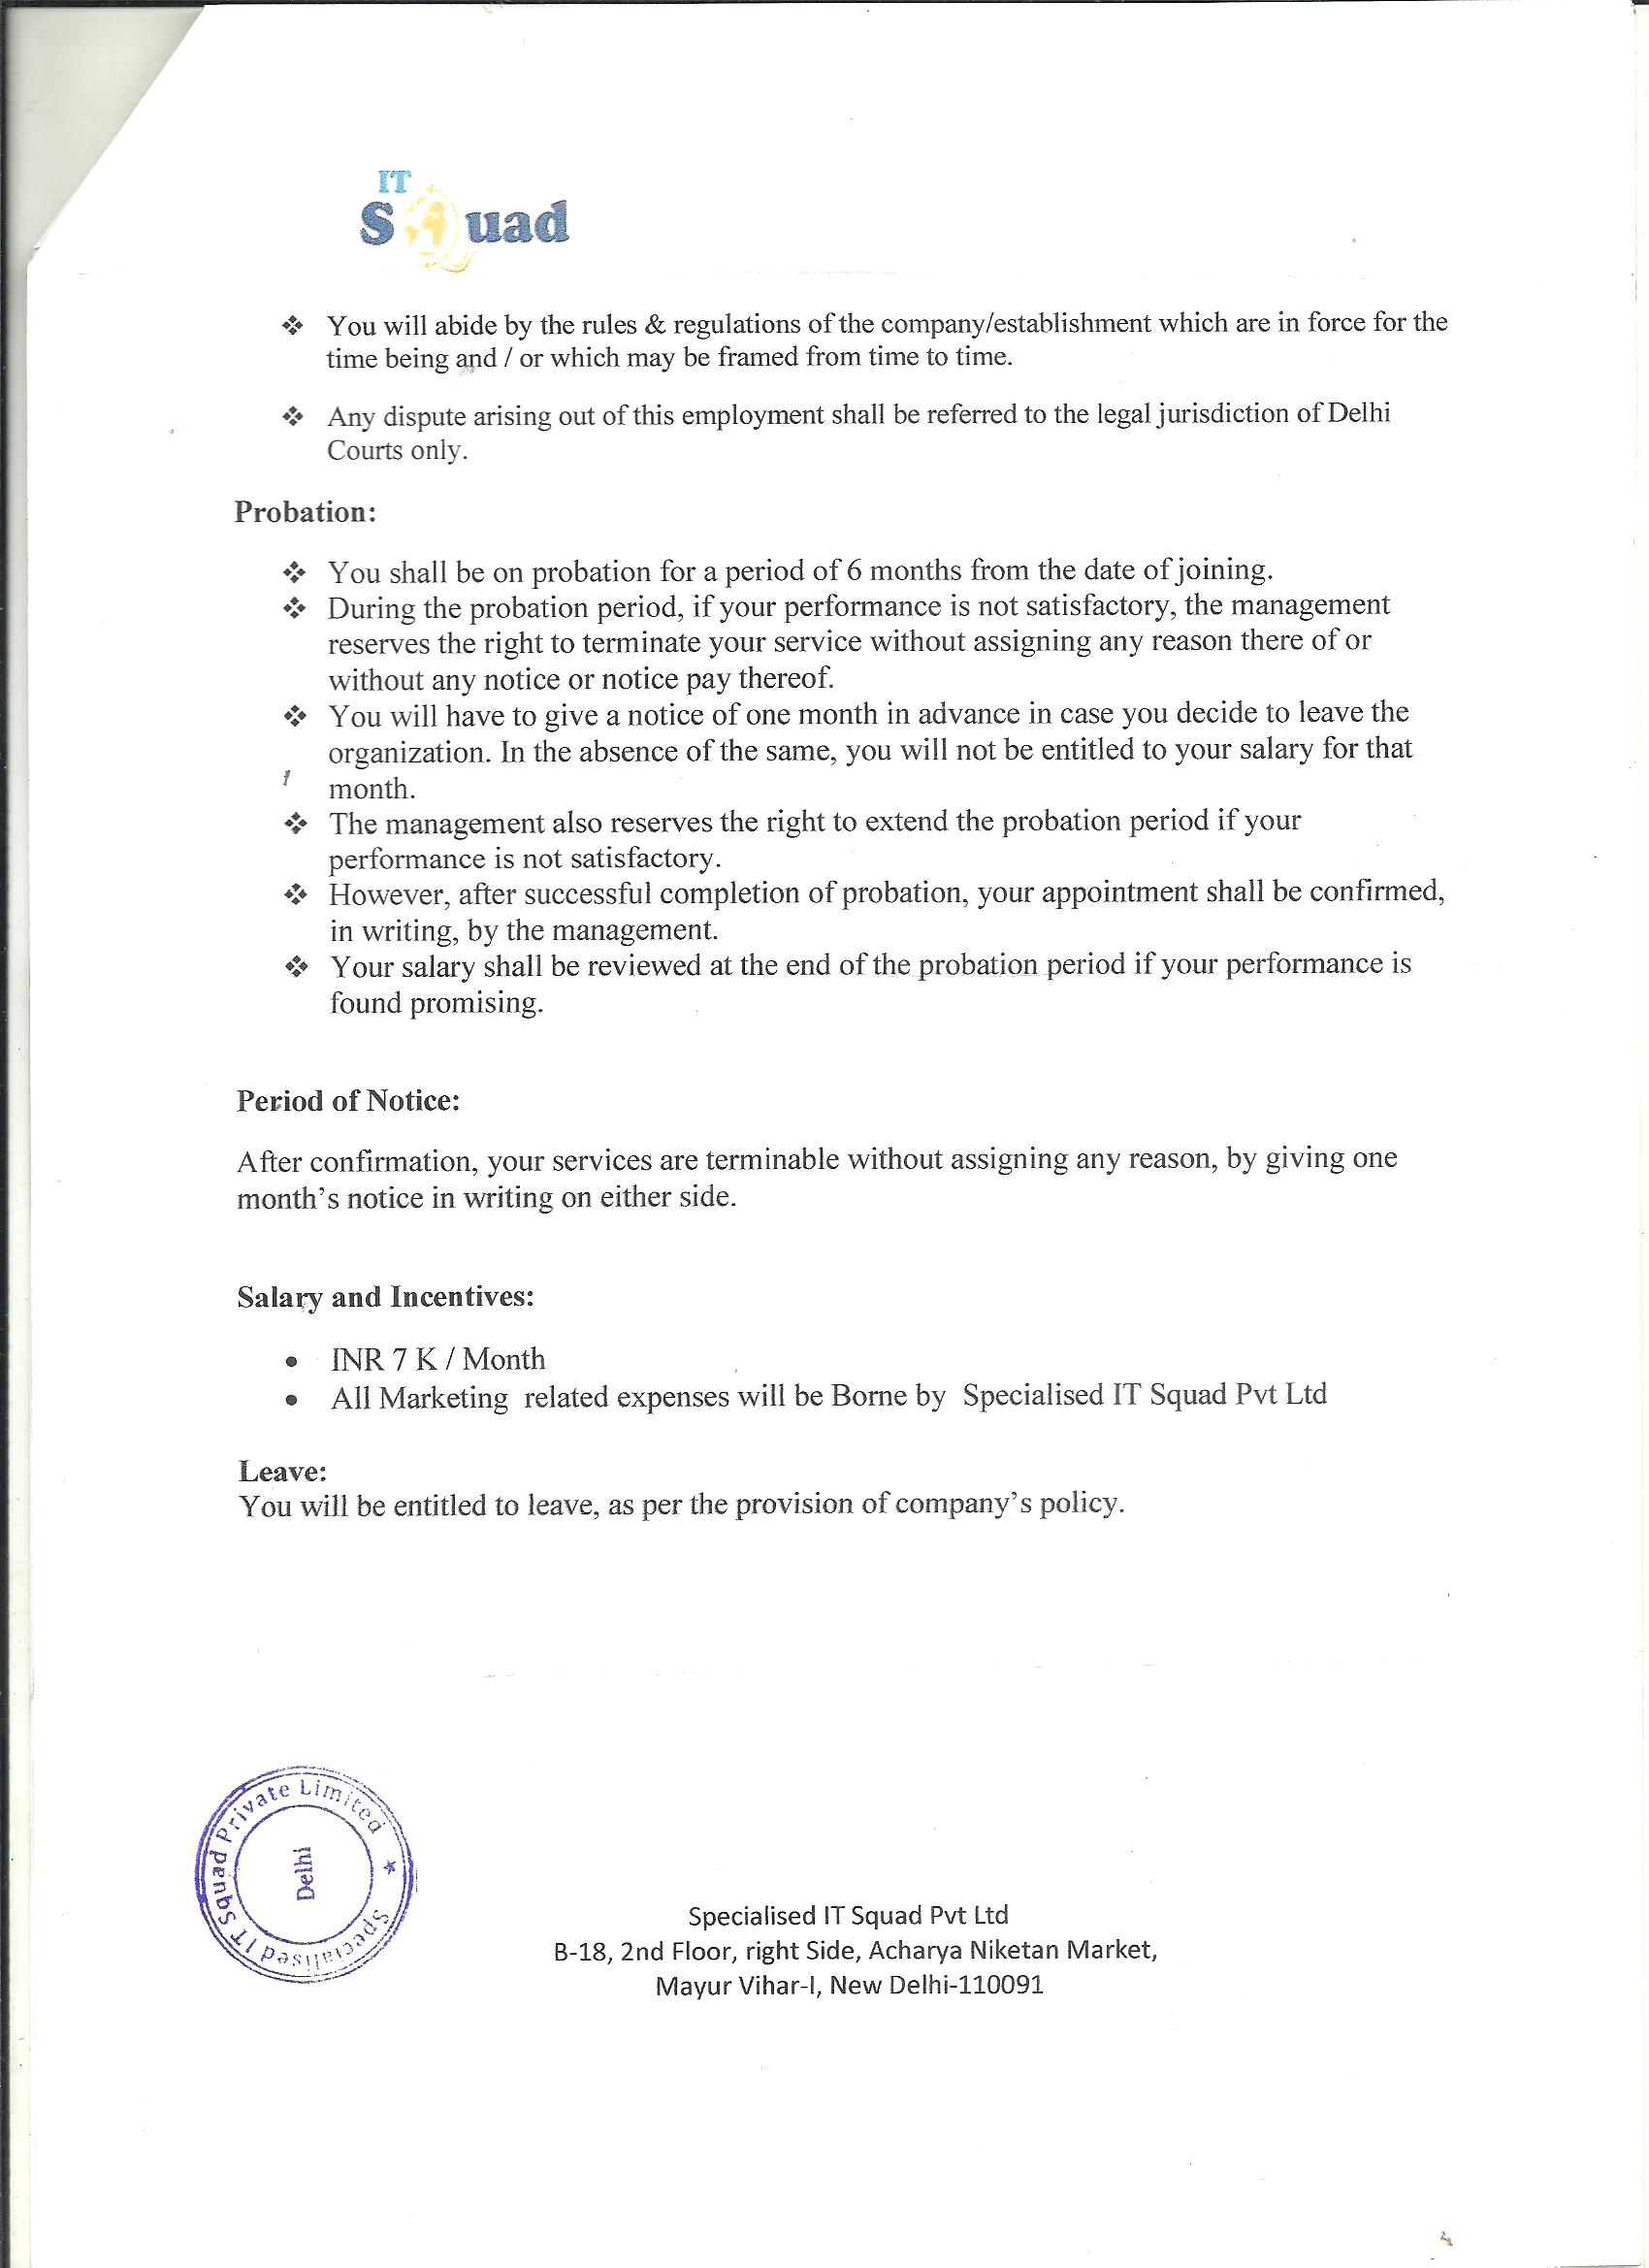 IT
Squad
❖ You will abide by the rules & regulations of the company/establishment which are in force for the
time being and / or which may be framed from time to time.
❖ Any dispute arising out of this employment shall be referred to the legal jurisdiction of Delhi
Courts only.
Probation:
❖ You shall be on probation for a period of 6 months from the date of joining.
❖ During the probation period, if your performance is not satisfactory, the management
reserves the right to terminate your service without assigning any reason there of or
without any notice or notice pay thereof.
❖ You will have to give a notice of one month in advance in case you decide to leave the
organization. In the absence of the same, you will not be entitled to your salary for that
month.
❖ The management also reserves the right to extend the probation period if your
performance is not satisfactory.
❖ However, after successful completion of probation, your appointment shall be confirmed,
in writing, by the management.
❖ Your salary shall be reviewed at the end of the probation period if your performance is
found promising.
Period of Notice:
After confirmation, your services are terminable without assigning any reason, by giving one
month's notice in writing on either side.
Salary and Incentives:
• INR 7 K / Month
• All Marketing related expenses will be Borne by Specialised IT Squad Pvt Ltd
Leave:
You will be entitled to leave, as per the provision of company's policy.
Specialised IT Squad Private Limited ★
Delhi
Specialised IT Squad Pvt Ltd
B-18, 2nd Floor, right Side, Acharya Niketan Market,
Mayur Vihar-I, New Delhi-110091